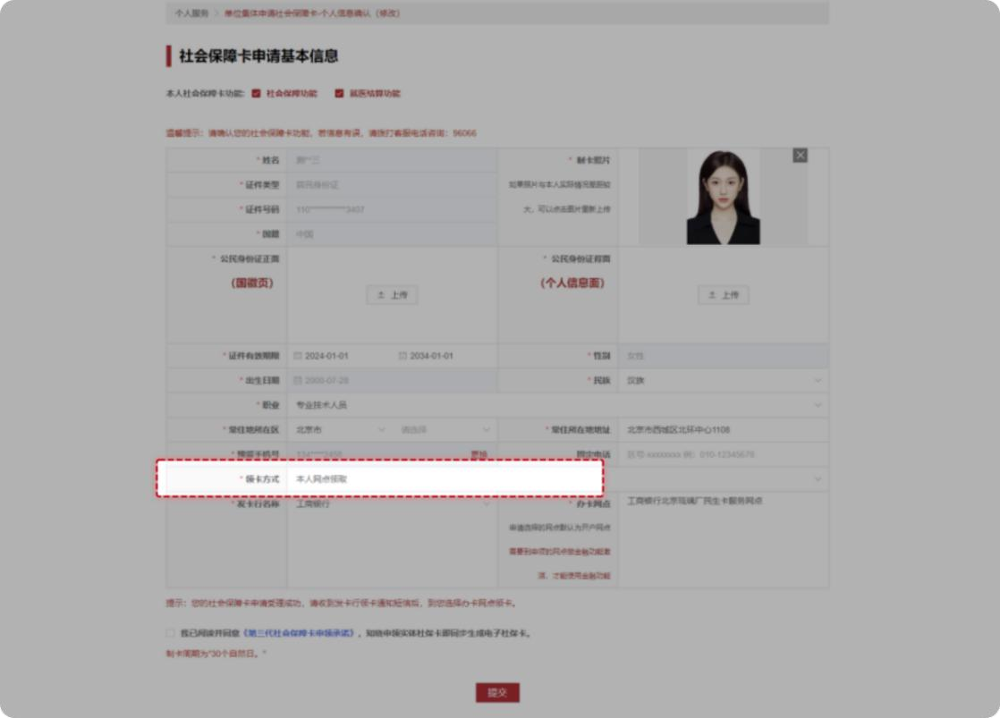 个人服务 > 单位集体申请社会保障卡-个人信息确认（修改）
社会保障卡申请基本信息
本人社会保障卡功能: 社会保障功能 就医结算功能
温馨提示：请确认您的社会保障卡功能，若信息有误，请拨打客服电话咨询：96066
* 姓名 测**三 * 制卡照片
* 证件类型 居民身份证 如果照片与本人实际情况差距较
* 证件号码 110************3407 大，可以点击图片重新上传
* 国籍 中国
* 公民身份证正面 * 公民身份证背面
（国徽页） （个人信息面）
上传 上传
* 证件有效期限 2024-01-01 2034-01-01 * 性别 女性
* 出生日期 2000-07-28 * 民族 汉族
* 职业 专业技术人员
* 常住地所在区 北京市 请选择 * 常住所在地地址 北京市西城区北环中心1108
* 预留手机号 更换 固定电话 区号-xxxxxxxx 例：010-12345678
* 领卡方式 本人网点领取
* 发卡行名称 工商银行 * 办卡网点 工商银行北京琉璃厂民生卡服务网点
申请选择的网点默认为开户网点
需要到申领的网点做金融功能激
活，才能使用金融功能
提示：您的社会保障卡申请受理成功，请收到发卡行领卡通知短信后，到您选择办卡网点领卡。
我已阅读并同意《第三代社会保障卡申领承诺》，知晓申领实体社保卡即同步生成电子社保卡。
制卡周期为"30个自然日。"
提交